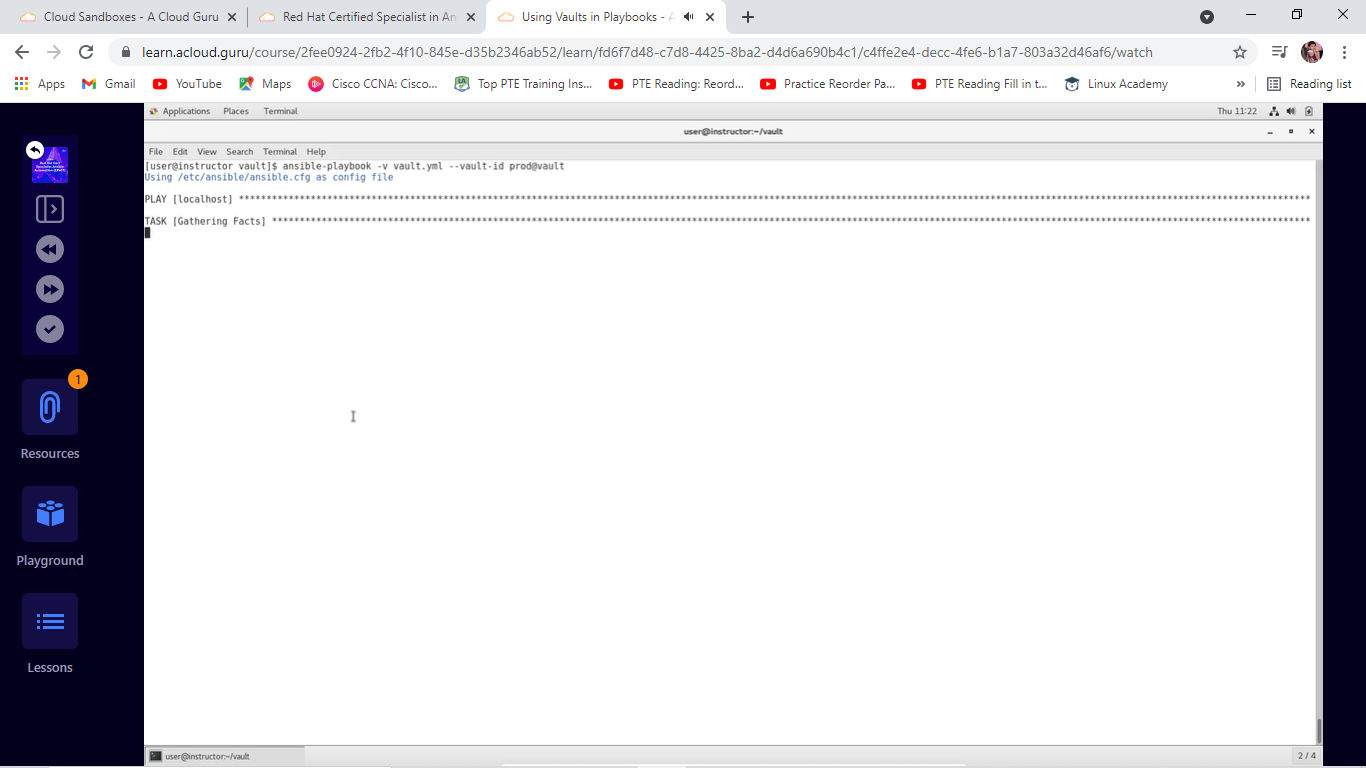 Cloud Sandboxes - A Cloud Guru
Red Hat Certified Specialist in An
Using Vaults in Playbooks - A
learn.acloud.guru/course/2fee0924-2fb2-4f10-845e-d35b2346ab52/learn/fd6f7d48-c7d8-4425-8ba2-d4d6a690b4c1/c4ffe2e4-decc-4fe6-b1a7-803a32d46af6/watch
Apps Gmail YouTube Maps Cisco CCNA: Cisco... Top PTE Training Ins... PTE Reading: Reord... Practice Reorder Pa... PTE Reading Fill in t... Linux Academy » Reading list
Applications Places Terminal Thu 11:22
user@instructor:~/vault
File Edit View Search Terminal Help
[user@instructor vault]$ ansible-playbook -v vault.yml --vault-id prod@vault
Using /etc/ansible/ansible.cfg as config file
PLAY [localhost] ****************************************************************************************************
TASK [Gathering Facts] ****************************************************************************************************
1
Resources
Playground
Lessons
user@instructor:~/vault 2 / 4